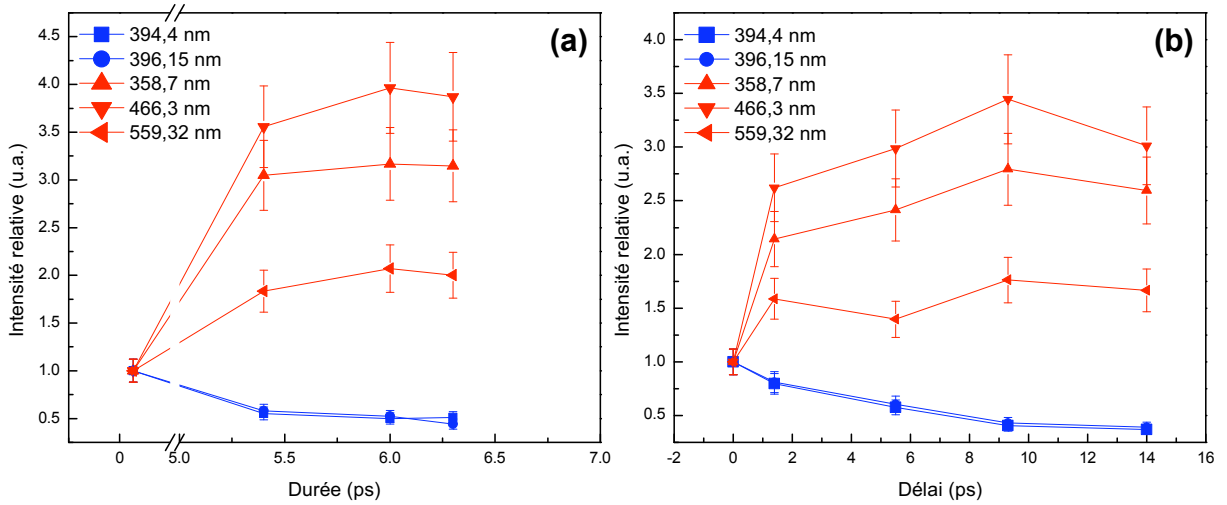 (a)
394,4 nm
396,15 nm
358,7 nm
466,3 nm
559,32 nm
4.5
4.0
3.5
3.0
2.5
2.0
1.5
1.0
0.5
Intensité relative (u.a.)
0 5.0 5.5 6.0 6.5 7.0
Durée (ps)
(b)
394,4 nm
396,15 nm
358,7 nm
466,3 nm
559,32 nm
4.0
3.5
3.0
2.5
2.0
1.5
1.0
0.5
Intensité relative (u.a.)
-2 0 2 4 6 8 10 12 14 16
Délai (ps)